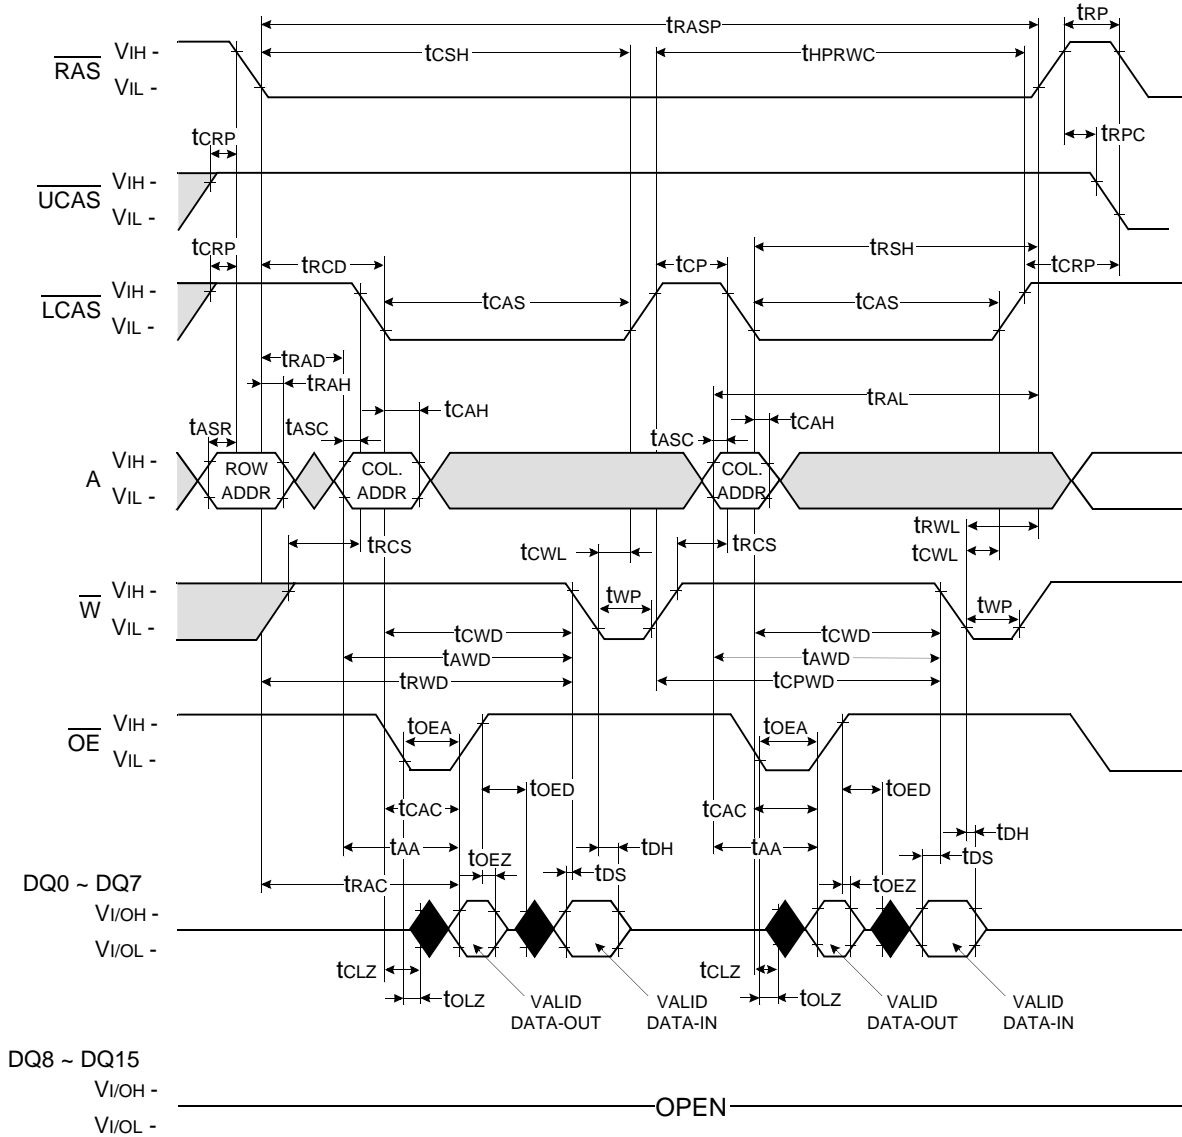 tRASP
tRP
VIH -
tCSH
tHPRWC
RAS
VIL -
tCRP
tRPC
VIH -
UCAS
VIL -
tCRP
tRCD
tCP
tRSH
tCRP
VIH -
LCAS
tCAS
tCAS
VIL -
tRAD
tRAH
tRAL
tCAH
tCAH
tASR
tASC
tASC
VIH -
A
ROW
ADDR
COL.
ADDR
COL.
ADDR
VIL -
tRCS
tCWL
tRCS
tRWL
tCWL
VIH -
W
tWP
tWP
VIL -
tCWD
tCWD
tAWD
tAWD
tRWD
tCPWD
VIH -
OE
tOEA
tOEA
VIL -
tCAC
tOED
tCAC
tOED
tAA
tOEZ
tDH
tAA
tDH
tDS
tDS
DQ0 ~ DQ7
tRAC
tOEZ
VI/OH -
VI/OL -
tCLZ
tOLZ
tCLZ
tOLZ
VALID
DATA-OUT
VALID
DATA-IN
VALID
DATA-OUT
VALID
DATA-IN
DQ8 ~ DQ15
VI/OH -
OPEN
VI/OL -